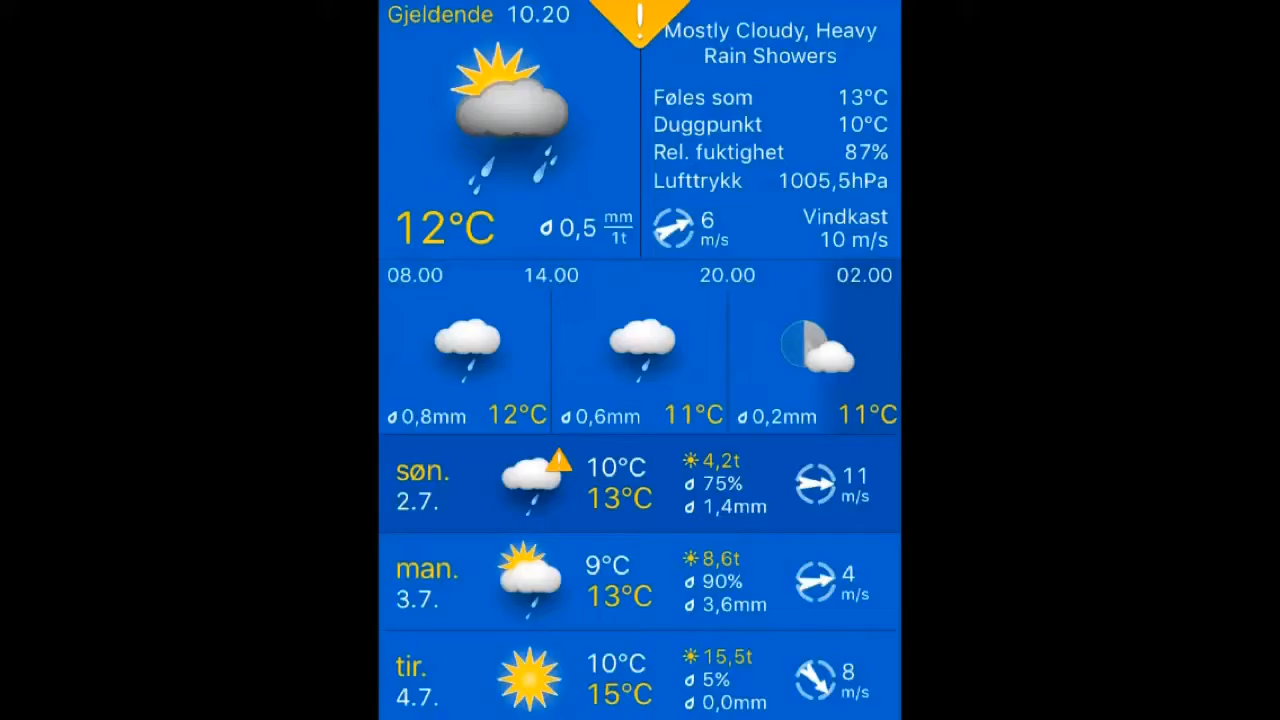 Gjeldende 10.20
!
Mostly Cloudy, Heavy
Rain Showers
Føles som 13°C
Duggpunkt 10°C
Rel. fuktighet 87%
Lufttrykk 1005,5hPa
12°C 0,5 mm/1t
6 m/s
Vindkast
10 m/s
08.00 14.00 20.00 02.00
0,8mm 12°C 0,6mm 11°C 0,2mm 11°C
søn.
2.7.
10°C
13°C
4,2t
75%
1,4mm
11
m/s
man.
3.7.
9°C
13°C
8,6t
90%
3,6mm
4
m/s
tir.
4.7.
10°C
15°C
15,5t
5%
0,0mm
8
m/s